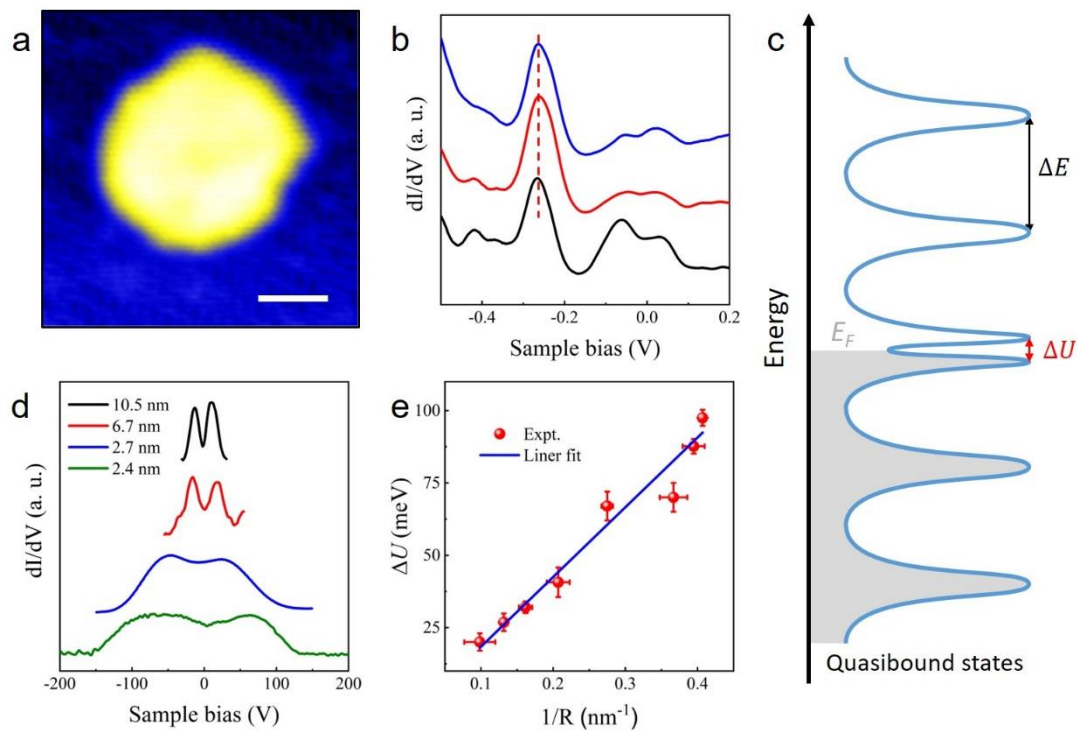 a
b
dI/dV (a. u.)
-0.4
-0.2
0.0
0.2
Sample bias (V)
c
Energy
ΔE
E_F
ΔU
Quasibound states
d
10.5 nm
6.7 nm
2.7 nm
2.4 nm
dI/dV (a. u.)
-200
-100
0
100
200
Sample bias (V)
e
Expt.
Liner fit
ΔU (meV)
100
75
50
25
0.1
0.2
0.3
0.4
1/R (nm⁻¹)